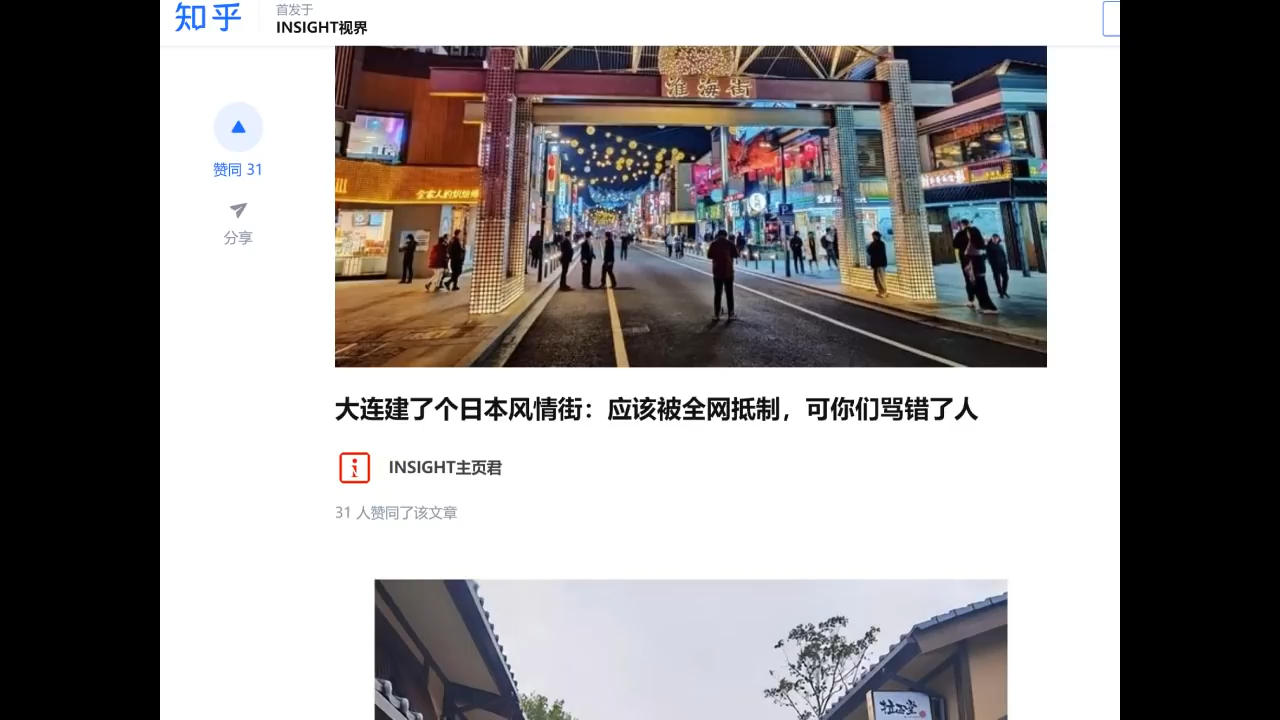 知乎
首发于
INSIGHT视界
淮海街
全家人的烘焙师
赞同 31
分享
大连建了个日本风情街：应该被全网抵制，可你们骂错了人
INSIGHT主页君
31 人赞同了该文章